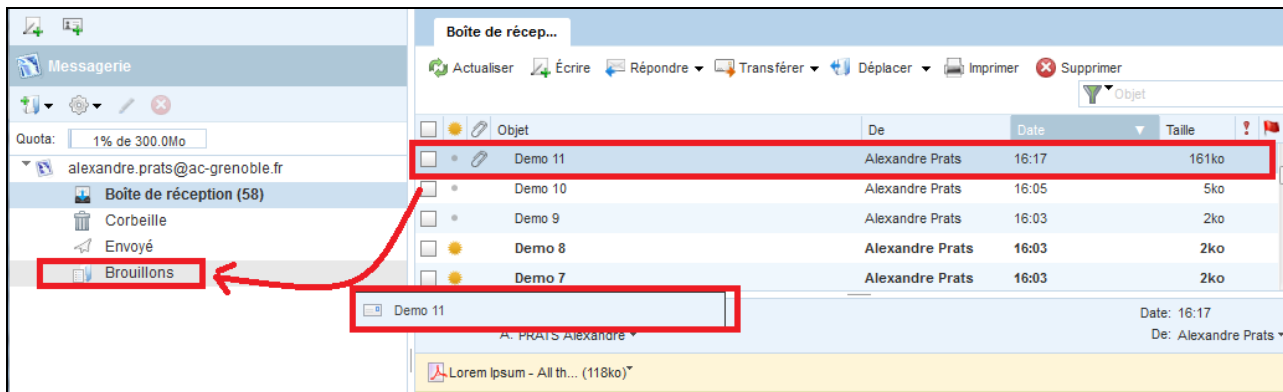 Boîte de récep...
Messagerie
Actualiser Écrire Répondre Transférer Déplacer Imprimer Supprimer
Objet
Quota: 1% de 300.0Mo
Objet De Date Taille
alexandre.prats@ac-grenoble.fr
Demo 11 Alexandre Prats 16:17 161ko
Boîte de réception (58)
Demo 10 Alexandre Prats 16:05 5ko
Corbeille
Demo 9 Alexandre Prats 16:03 2ko
Envoyé
Demo 8 Alexandre Prats 16:03 2ko
Brouillons
Demo 7 Alexandre Prats 16:03 2ko
Demo 11
Date: 16:17
A: PRATS Alexandre
De: Alexandre Prats
Lorem Ipsum - All th... (118ko)